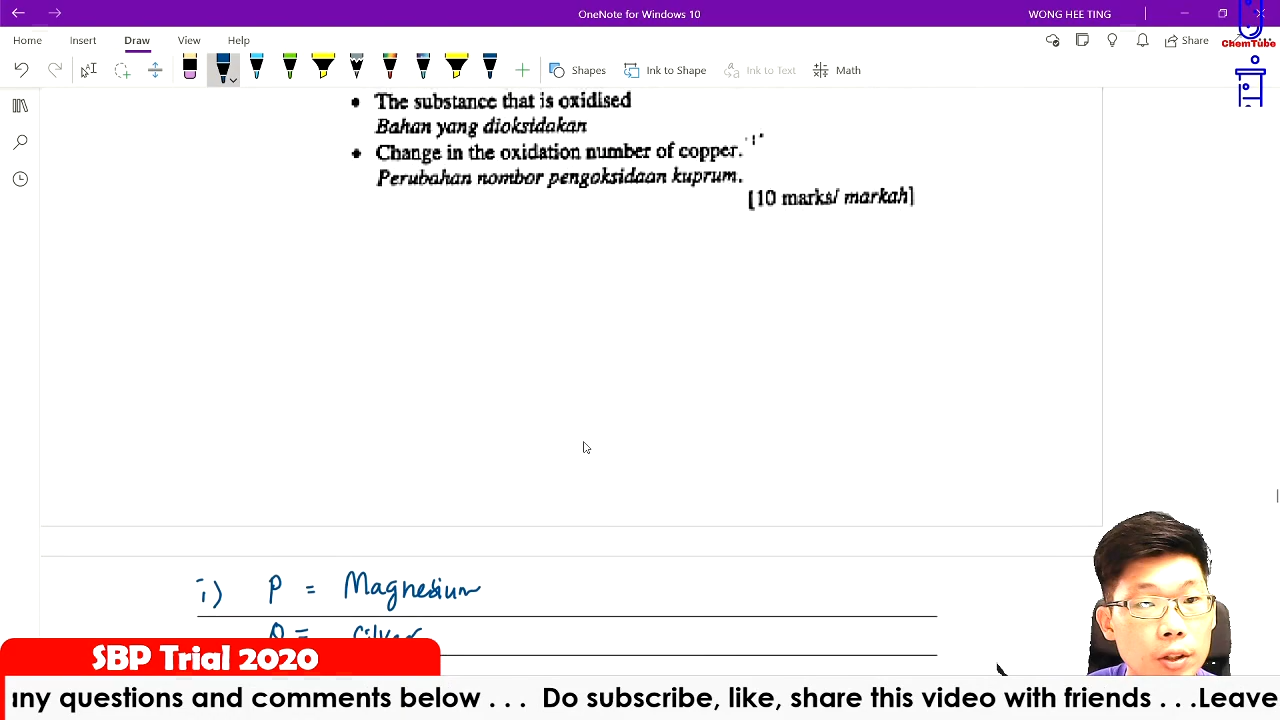 OneNote for Windows 10
WONG HEE TING
ChemTube
Home Insert Draw View Help
Share
Shapes Ink to Shape Ink to Text Math
• The substance that is oxidised
Bahan yang dioksidakan
• Change in the oxidation number of copper.
Perubahan nombor pengoksidaan kuprum.
[10 marks/ markah]
i) P = Magnesium
Q = silver
SBP Trial 2020
ny questions and comments below . . . Do subscribe, like, share this video with friends . . .Leave